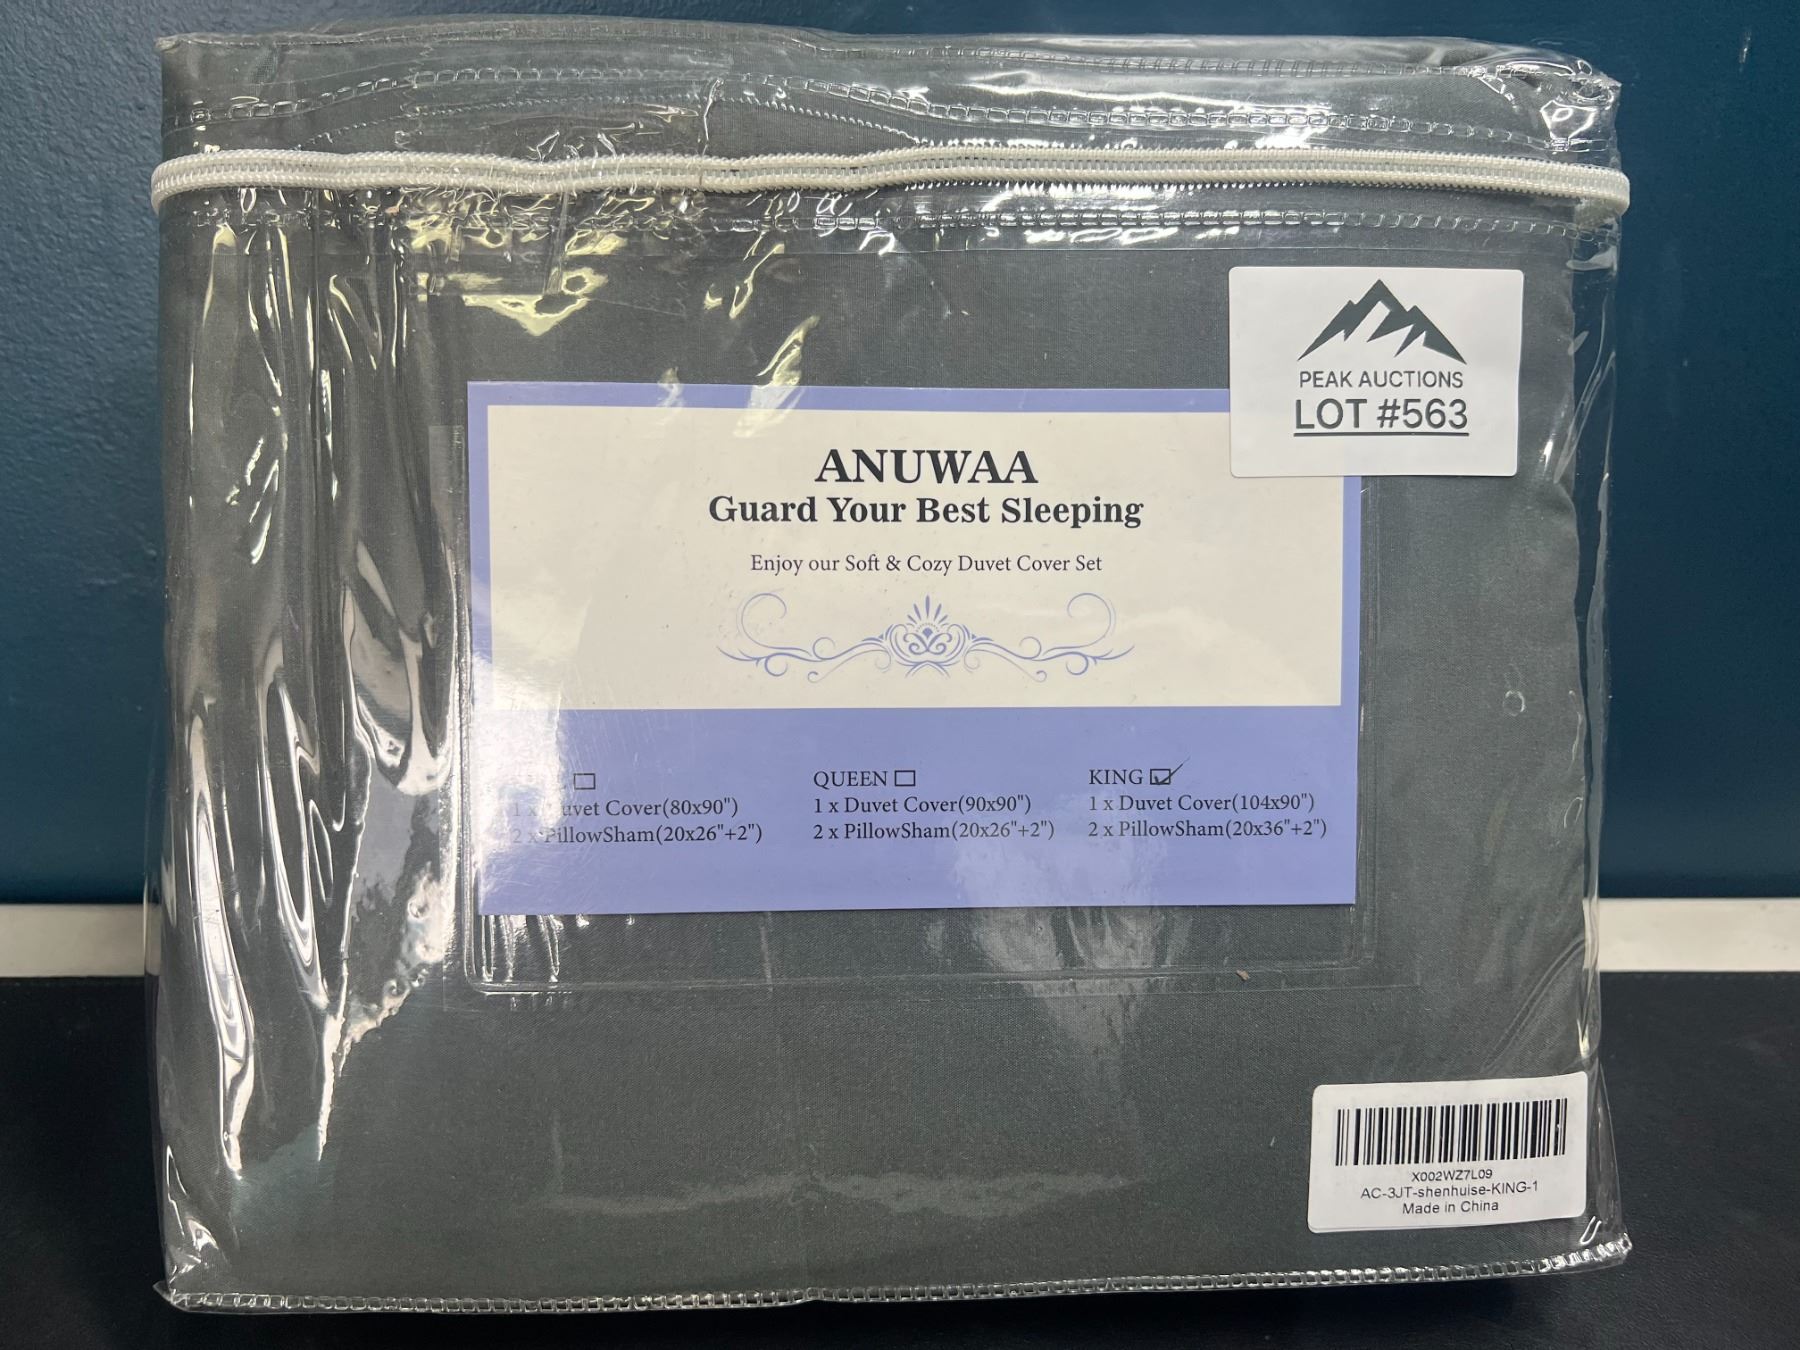 PEAK AUCTIONS
LOT #563
ANUWAA
Guard Your Best Sleeping
Enjoy our Soft & Cozy Duvet Cover Set
1 x Duvet Cover(80x90")
2 x PillowSham(20x26"+2")
QUEEN
1 x Duvet Cover(90x90")
2 x PillowSham(20x26"+2")
KING
1 x Duvet Cover(104x90")
2 x PillowSham(20x36"+2")
X002WZ7L09
AC-3JT-shenhuise-KING-1
Made in China